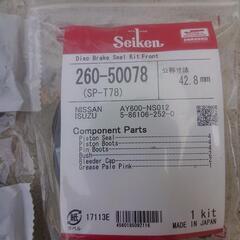 Seiken
Disc Brake Seal Kit Front
260-50078
(SP-T78)
公称寸法
42.8 mm
NISSAN AY600-NS012
ISUZU 5-86106-252-0
Component Parts
Piston Seal
Piston Boots
Pin Boots
Bush
Bleeder Cap
Grease Pale Pink
17113E
1 kit
MADE IN JAPAN